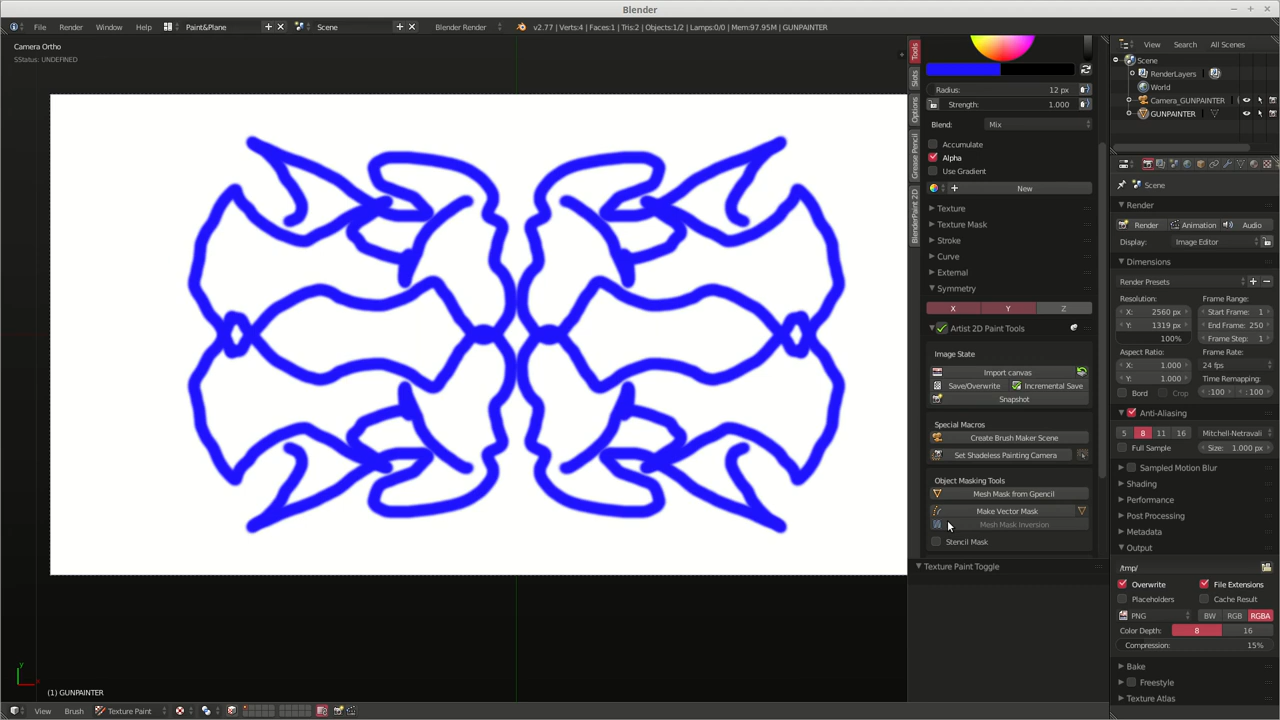 Blender
File Render Window Help Paint&Plane Scene Blender Render v2.77 | Verts:4 | Faces:1 | Tris:2 | Objects:1/2 | Lamps:0/0 | Mem:97.95M | GUNPAINTER
Camera Ortho
SStatus: UNDEFINED
(1) GUNPAINTER
View Brush Texture Paint
Tools
Slots
Options
Grease Pencil
BlenderPaint 2D
Radius: 12 px
Strength: 1.000
Blend: Mix
Accumulate
Alpha
Use Gradient
New
Texture
Texture Mask
Stroke
Curve
External
Symmetry
X Y Z
Artist 2D Paint Tools
Image State
Import canvas
Save/Overwrite Incremental Save
Snapshot
Special Macros
Create Brush Maker Scene
Set Shadeless Painting Camera
Object Masking Tools
Mesh Mask from Gpencil
Make Vector Mask
Mesh Mask Inversion
Stencil Mask
Texture Paint Toggle
View Search All Scenes
Scene
RenderLayers
World
Camera_GUNPAINTER
GUNPAINTER
Scene
Render
Render Animation Audio
Display: Image Editor
Dimensions
Render Presets
Resolution: Frame Range:
X: 2560 px Start Frame: 1
Y: 1319 px End Frame: 250
100% Frame Step: 1
Aspect Ratio: Frame Rate:
X: 1.000 24 fps
Y: 1.000 Time Remapping:
Bord Crop :100 :100
Anti-Aliasing
5 8 11 16 Mitchell-Netravali
Full Sample Size: 1.000 px
Sampled Motion Blur
Shading
Performance
Post Processing
Metadata
Output
/tmp/
Overwrite File Extensions
Placeholders Cache Result
PNG BW RGB RGBA
Color Depth: 8 16
Compression: 15%
Bake
Freestyle
Texture Atlas